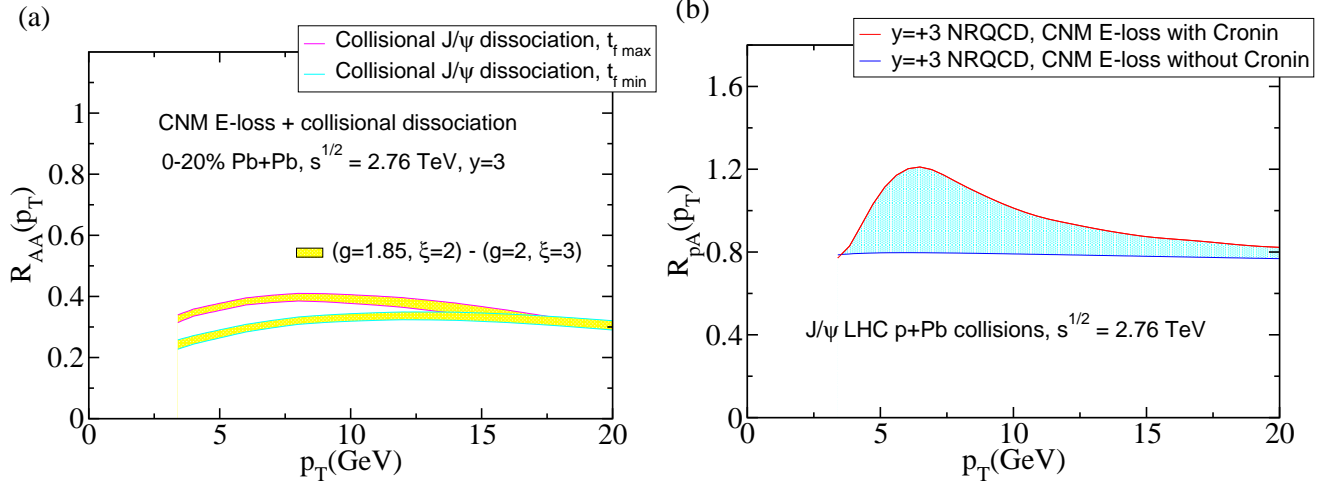 (a)
Collisional J/ψ dissociation, t_f max
Collisional J/ψ dissociation, t_f min
CNM E-loss + collisional dissociation
0-20% Pb+Pb, s^1/2 = 2.76 TeV, y=3
(g=1.85, ξ=2) - (g=2, ξ=3)
R_AA(p_T)
1
0.8
0.6
0.4
0.2
0
0 5 10 15 20
p_T(GeV)
(b)
y=+3 NRQCD, CNM E-loss with Cronin
y=+3 NRQCD, CNM E-loss without Cronin
J/ψ LHC p+Pb collisions, s^1/2 = 2.76 TeV
R_pA(p_T)
1.6
1.2
0.8
0.4
0
0 5 10 15 20
p_T(GeV)